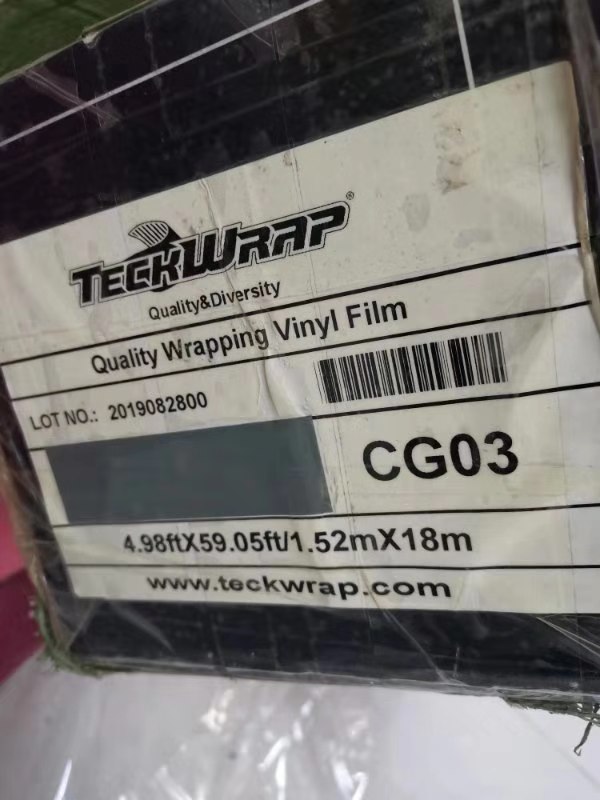 TECKWRAP®
Quality&Diversity
Quality Wrapping Vinyl Film
LOT NO.: 2019082800
CG03
4.98ftX59.05ft/1.52mX18m
www.teckwrap.com